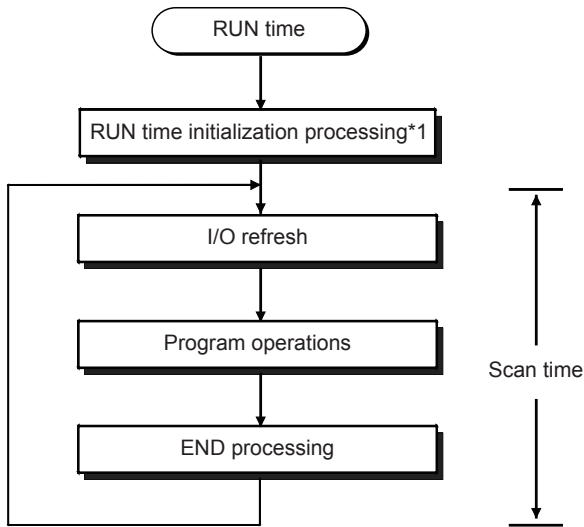 RUN time
RUN time initialization processing*1
I/O refresh
Program operations
Scan time
END processing